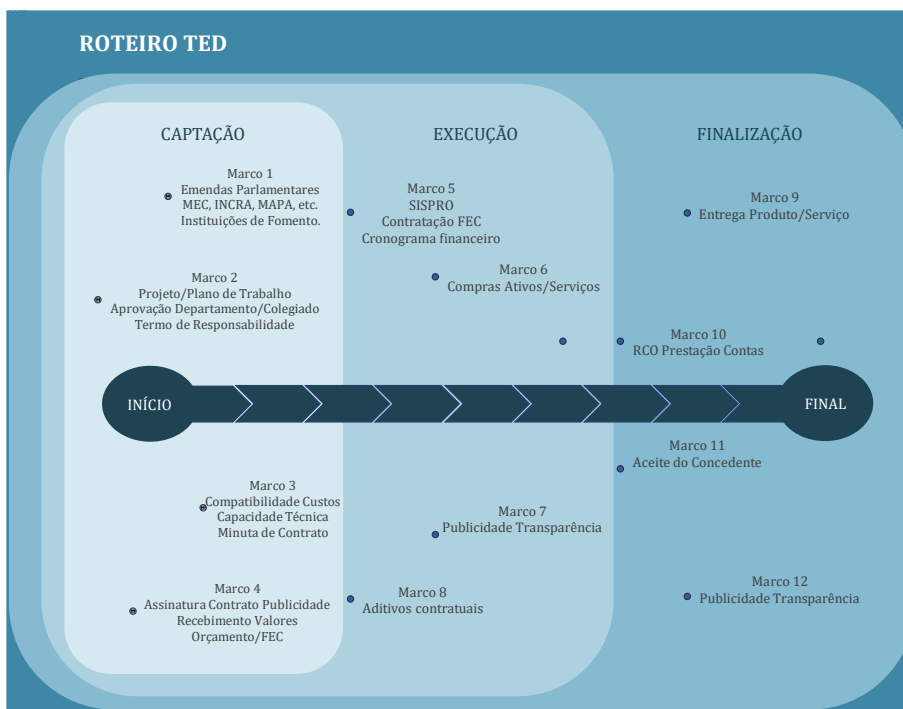 ROTEIRO TED
CAPTAÇÃO
Marco 1
Emendas Parlamentares
MEC, INCRA, MAPA, etc.
Instituições de Fomento.
Marco 2
Projeto/Plano de Trabalho
Aprovação Departamento/Colegiado
Termo de Responsabilidade
INÍCIO
Marco 3
Compatibilidade Custos
Capacidade Técnica
Minuta de Contrato
Marco 4
Assinatura Contrato Publicidade
Recebimento Valores
Orçamento/FEC
EXECUÇÃO
Marco 5
SISPRO
Contratação FEC
Cronograma financeiro
Marco 6
Compras Ativos/Serviços
Marco 7
Publicidade Transparência
Marco 8
Aditivos contratuais
FINALIZAÇÃO
Marco 9
Entrega Produto/Serviço
Marco 10
RCO Prestação Contas
FINAL
Marco 11
Aceite do Concedente
Marco 12
Publicidade Transparência